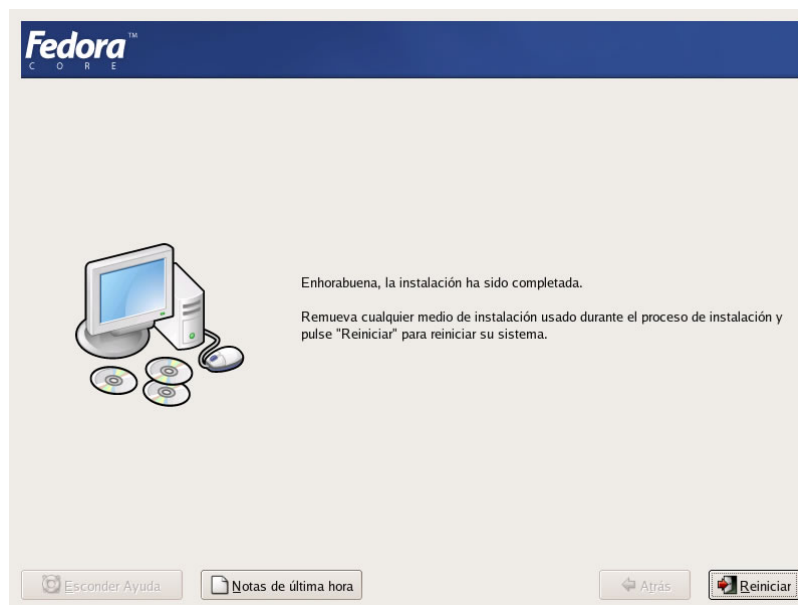 Fedora™
CORE
Enhorabuena, la instalación ha sido completada.
Remueva cualquier medio de instalación usado durante el proceso de instalación y
pulse "Reiniciar" para reiniciar su sistema.
Esconder Ayuda
Notas de última hora
Atrás
Reiniciar